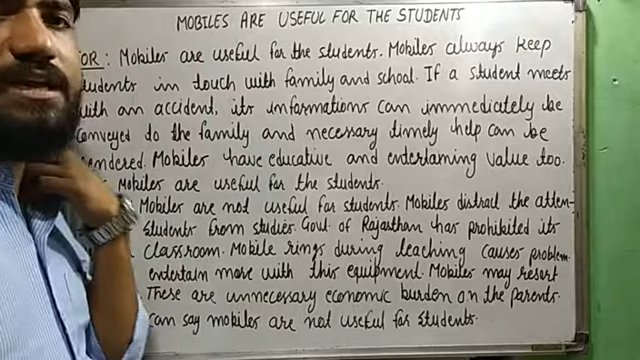 MOBILES ARE USEFUL FOR THE STUDENTS
OR: Mobiles are useful for the students. Mobiles always keep
tudents in touch with family and school. If a student meets
ith an accident, its informations can immediately be
conveyed to the family and necessary timely help can be
endered. Mobiles have educative and entertaining value too.
Mobiles are useful for the students.
Mobiles are not useful for students. Mobiles distract the atten-
students from studies. Govt. of Rajasthan has prohibited its
classroom. Mobile rings during teaching causes problem.
entertain more with this equipment. Mobiles may resort
These are unnecessary economic burden on the parents.
can say mobiles are not useful for students.